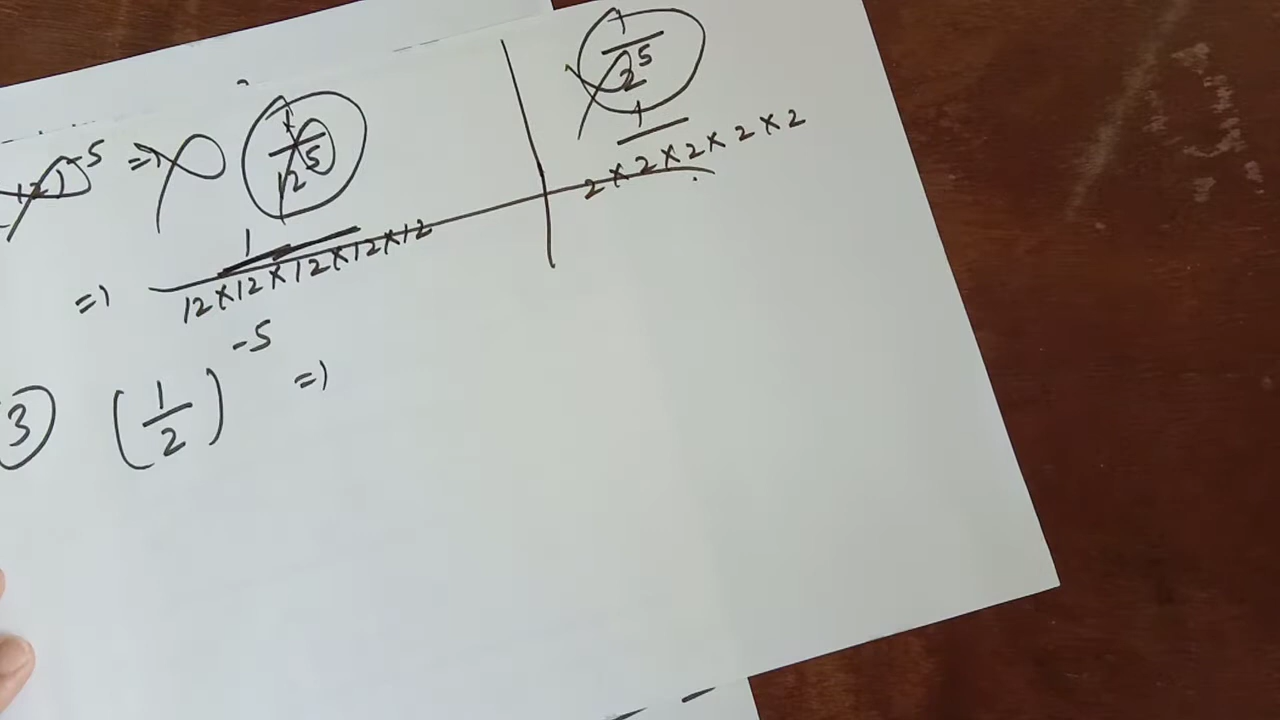 (12)^-5 => 1/12^5
=> 1/12×12×12×12×12
1/2^5
1/2×2×2×2×2
③ (1/2)^-5 =>